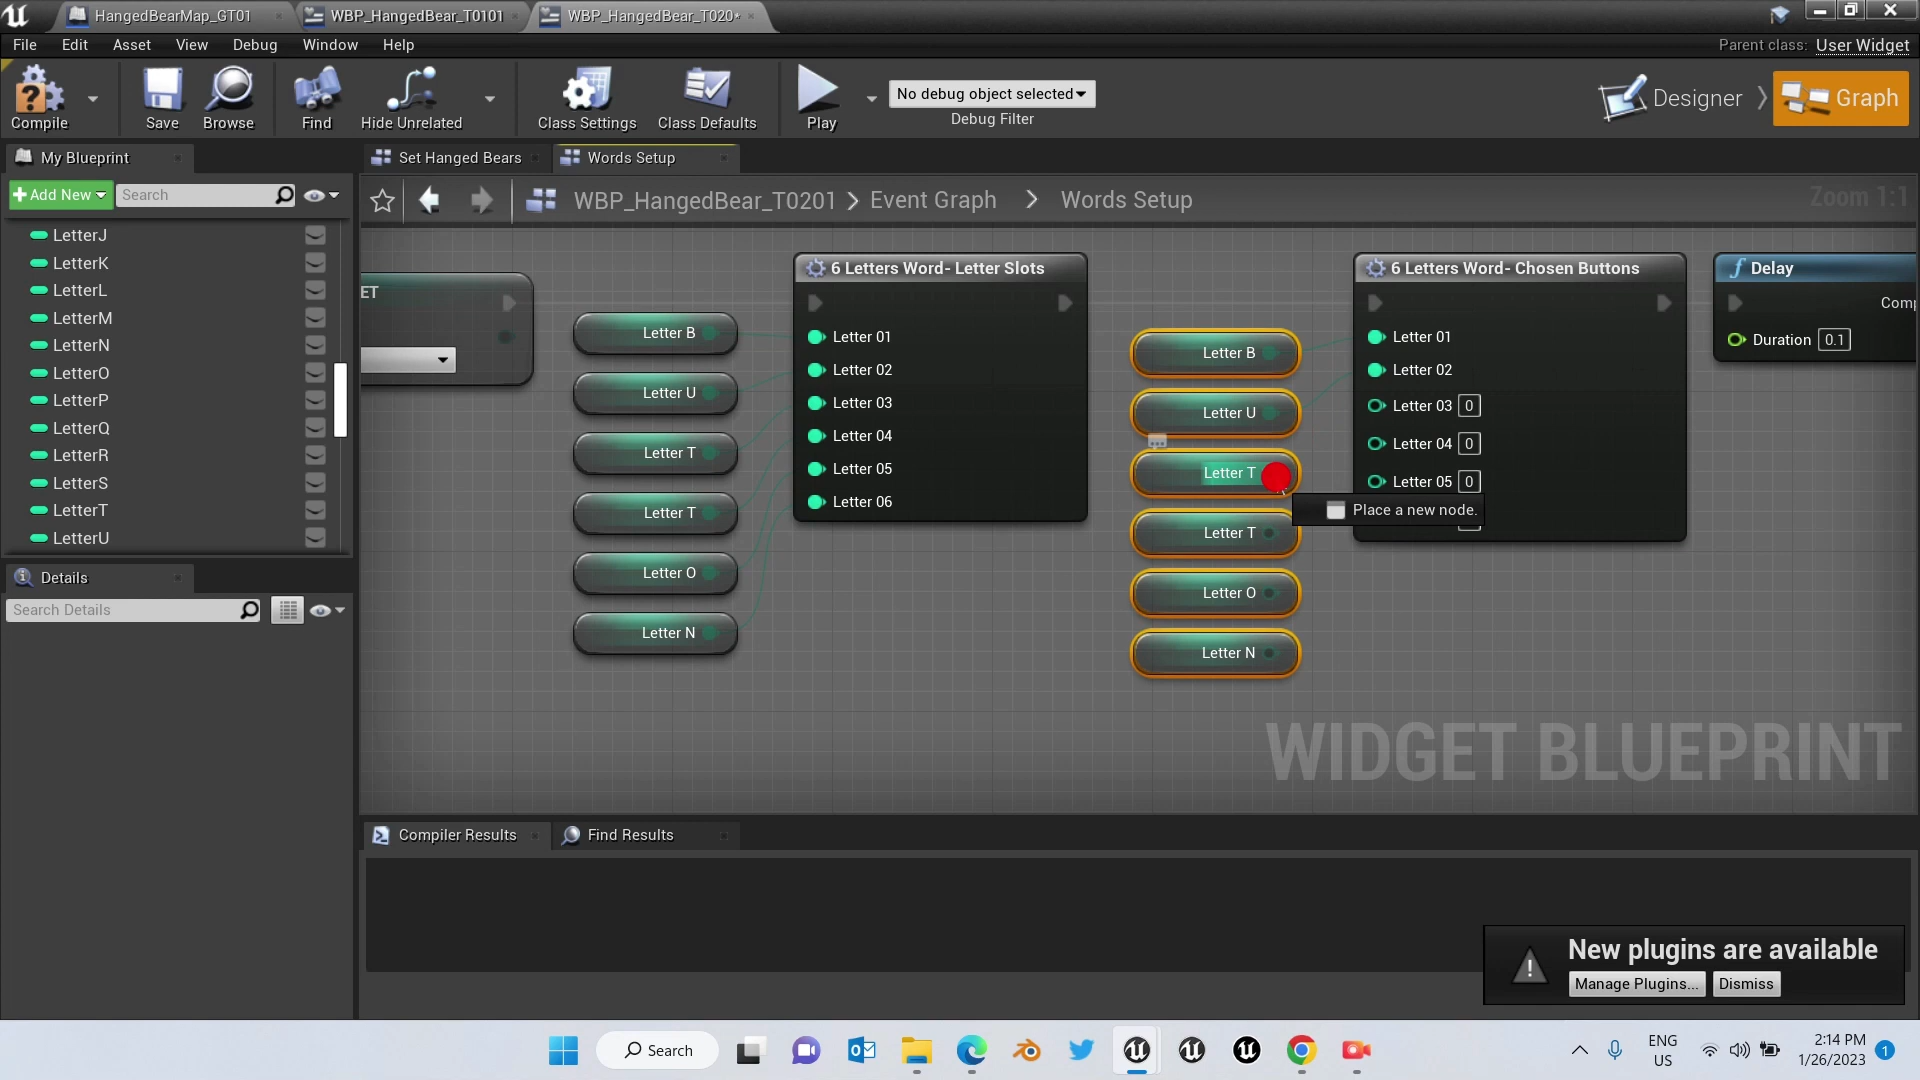 HangedBearMap_GT01
WBP_HangedBear_T0101
WBP_HangedBear_T020*
File Edit Asset View Debug Window Help
Parent class: User Widget
Compile
Save
Browse
Find
Hide Unrelated
Class Settings
Class Defaults
Play
No debug object selected
Debug Filter
Designer
Graph
My Blueprint
Set Hanged Bears
Words Setup
Add New
Search
WBP_HangedBear_T0201 > Event Graph > Words Setup
Zoom 1:1
LetterJ
LetterK
LetterL
LetterM
LetterN
LetterO
LetterP
LetterQ
LetterR
LetterS
LetterT
LetterU
Details
Search Details
ET
Letter B
Letter U
Letter T
Letter T
Letter O
Letter N
6 Letters Word- Letter Slots
Letter 01
Letter 02
Letter 03
Letter 04
Letter 05
Letter 06
Letter B
Letter U
Letter T
Letter T
Letter O
Letter N
6 Letters Word- Chosen Buttons
Letter 01
Letter 02
Letter 03 0
Letter 04 0
Letter 05 0
Place a new node.
Delay
Comp
Duration 0.1
WIDGET BLUEPRINT
Compiler Results
Find Results
New plugins are available
Manage Plugins...
Dismiss
Search
ENG
US
2:14 PM
1/26/2023
1